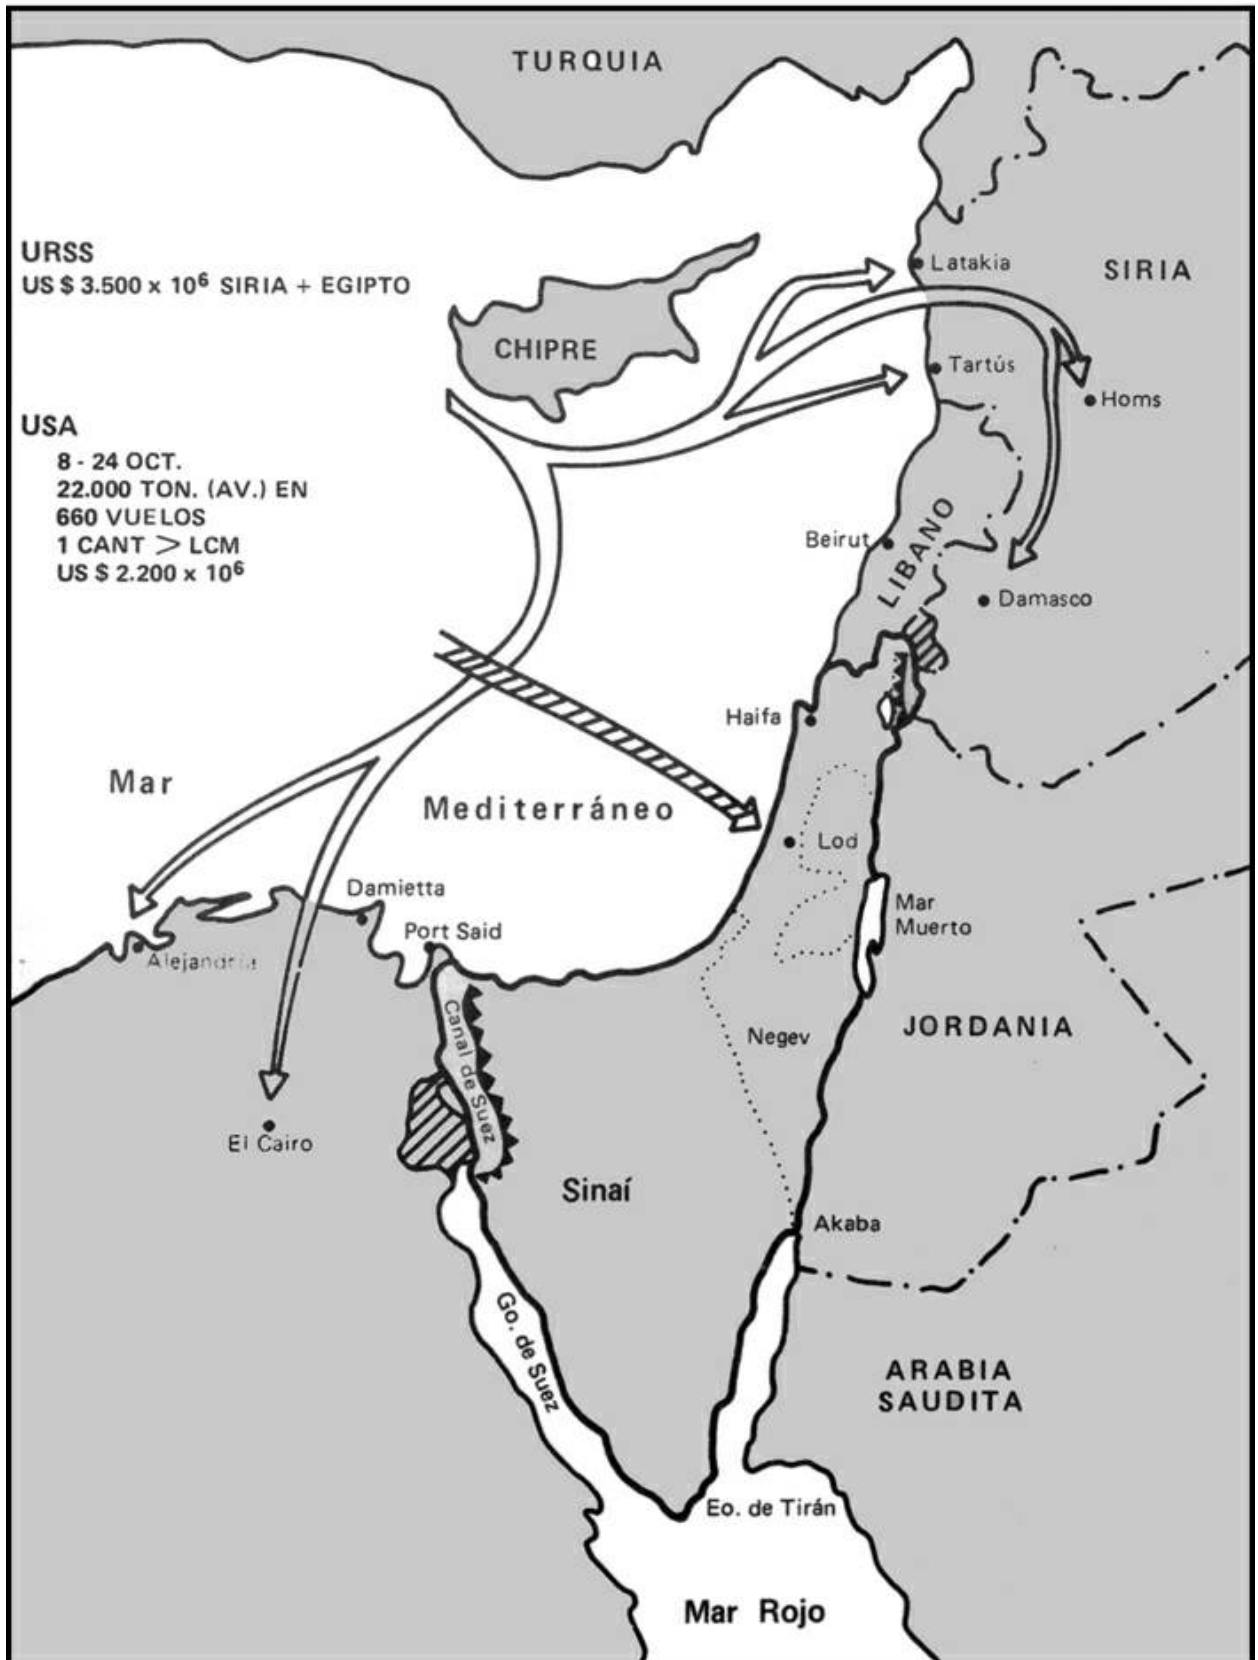 TURQUIA
URSS
US $ 3.500 x 10⁶ SIRIA + EGIPTO
Latakia
SIRIA
CHIPRE
Tartús
Homs
USA
8 - 24 OCT.
22.000 TON. (AV.) EN
660 VUELOS
1 CANT > LCM
US $ 2.200 x 10⁶
Beirut
LIBANO
Damasco
Haifa
Mar
Mediterráneo
Lod
Damietta
Mar
Muerto
Port Said
Alejandría
Canal de Suez
Negev
JORDANIA
El Cairo
Sinaí
Akaba
Go. de Suez
ARABIA
SAUDITA
Eo. de Tirán
Mar Rojo